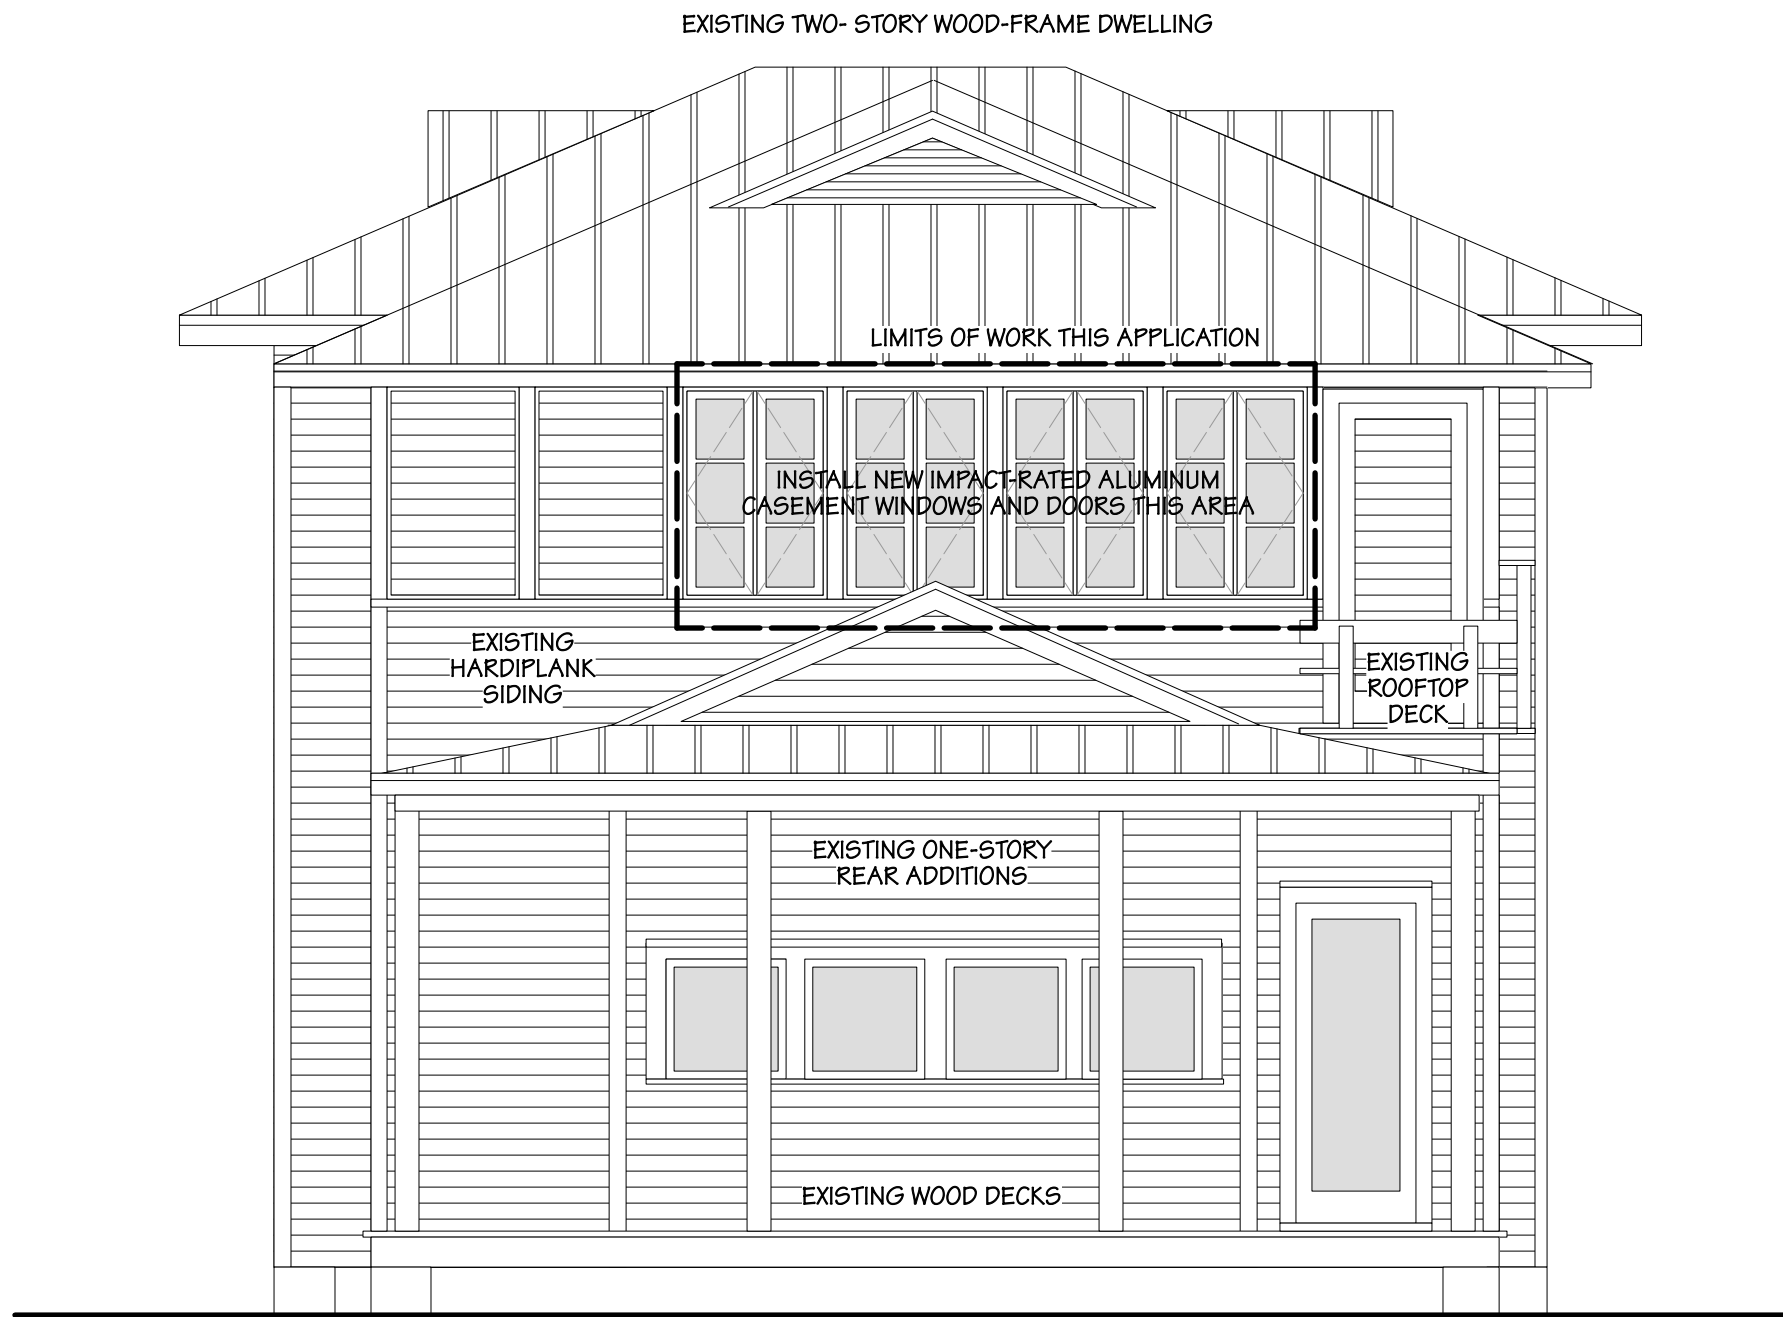 EXISTING TWO- STORY WOOD-FRAME DWELLING
LIMITS OF WORK THIS APPLICATION
INSTALL NEW IMPACT-RATED ALUMINUM
CASEMENT WINDOWS AND DOORS THIS AREA
EXISTING
HARDIPLANK
SIDING
EXISTING
ROOFTOP
DECK
EXISTING ONE-STORY
REAR ADDITIONS
EXISTING WOOD DECKS